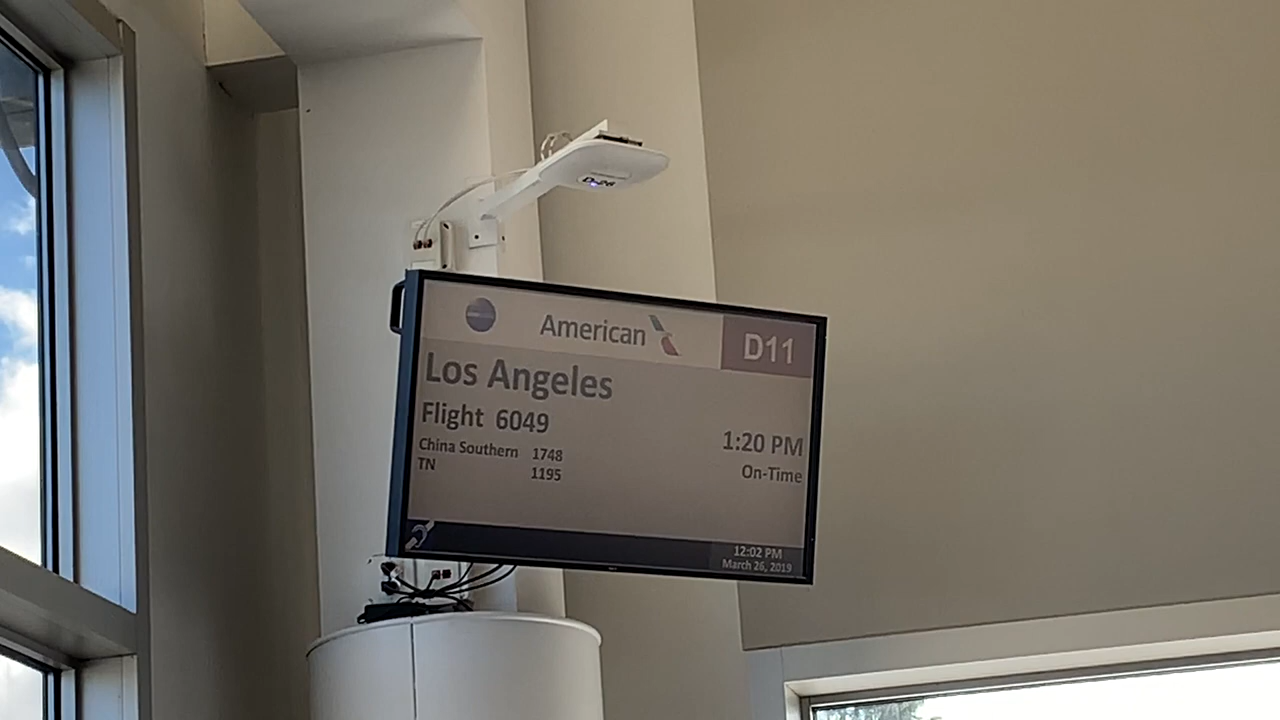 D-26
American
D11
Los Angeles
Flight 6049
1:20 PM
China Southern 1748
On-Time
TN 1195
12:02 PM
March 26, 2019